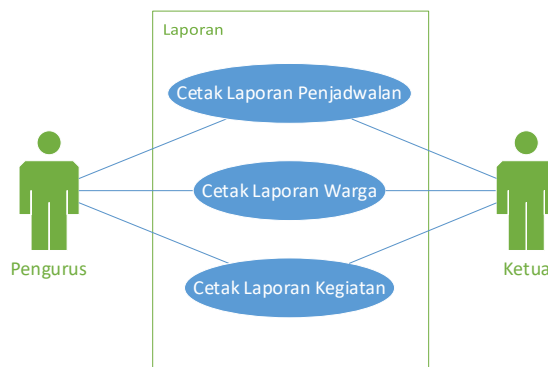 Laporan
Cetak Laporan Penjadwalan
Cetak Laporan Warga
Pengurus
Ketua
Cetak Laporan Kegiatan